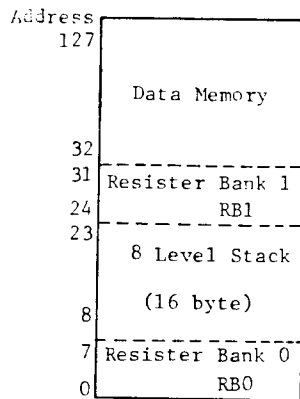 Address
127
Data Memory
32
31
Resister Bank 1
24
RB1
23
8 Level Stack
(16 byte)
8
7
Resister Bank 0
0
RB0